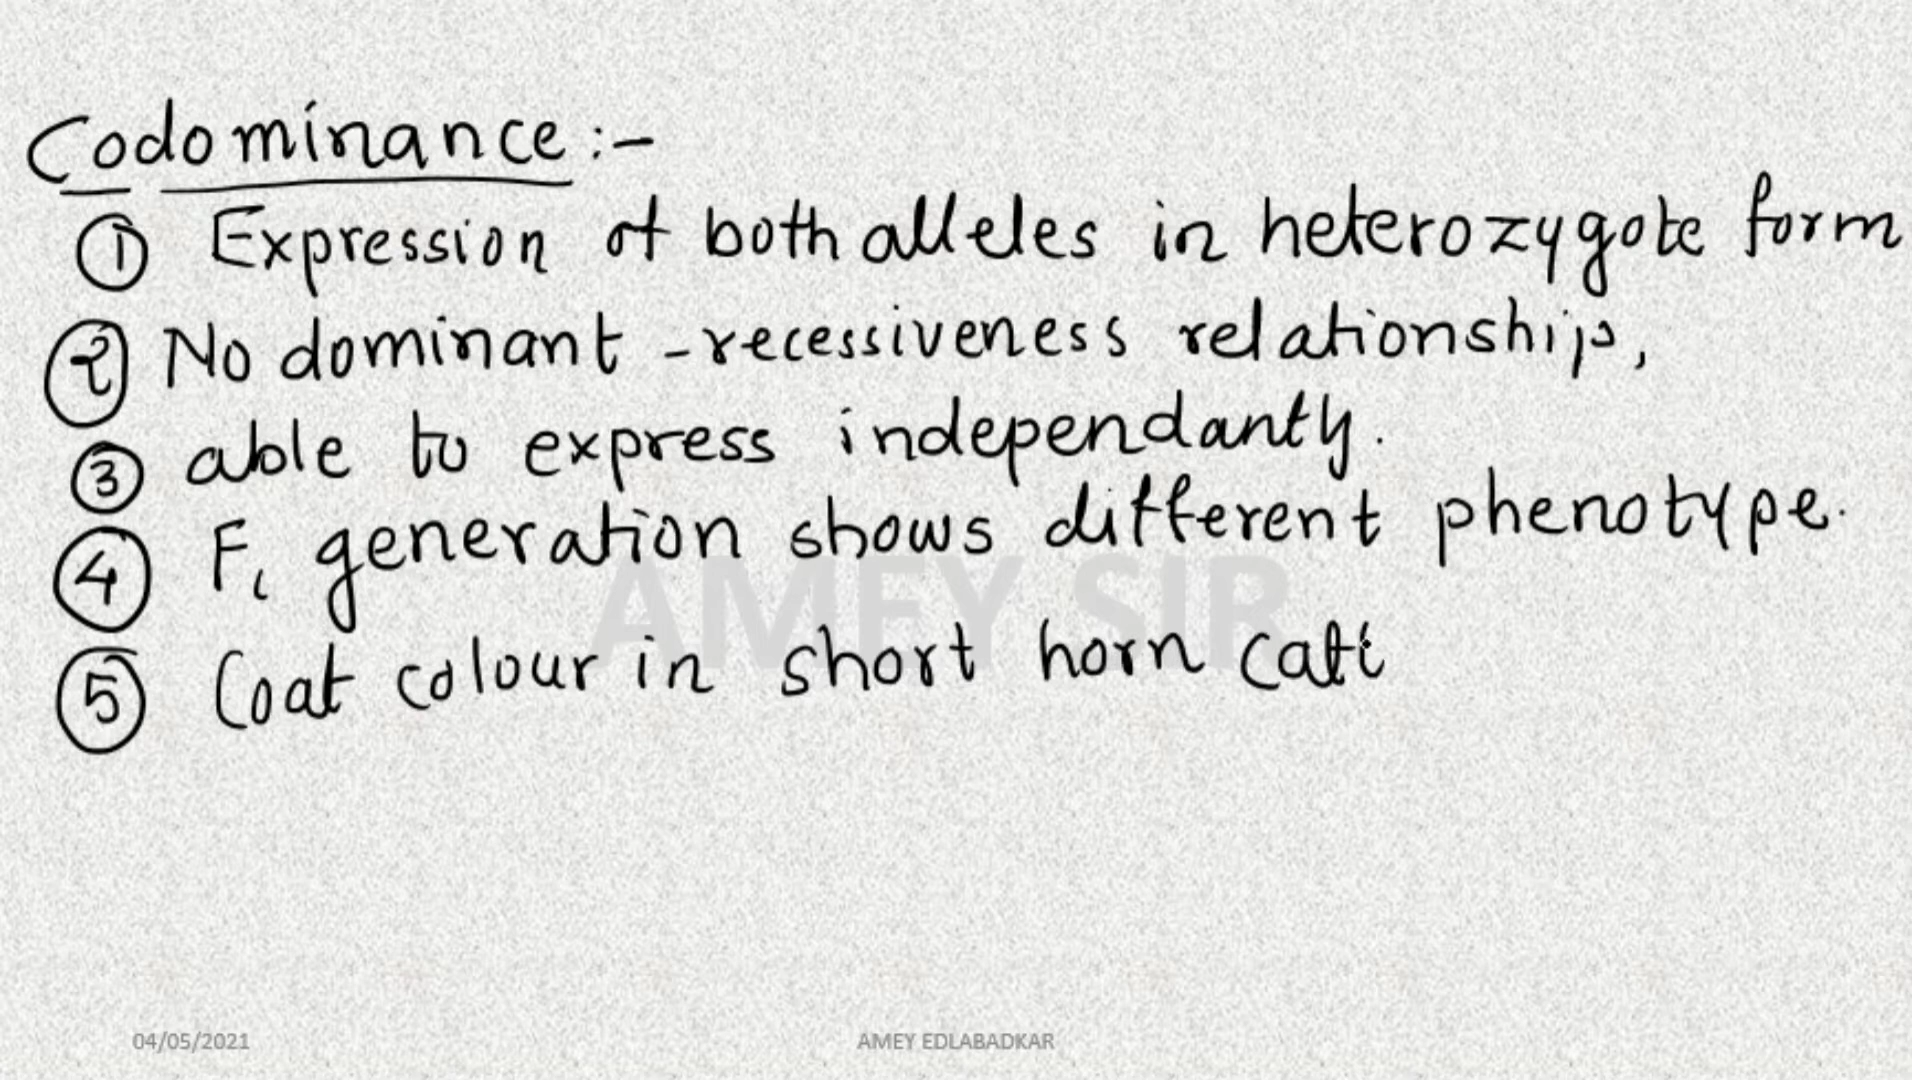 Codominance :-
① Expression of both alleles in heterozygote form
② No dominant - recessiveness relationship,
③ able to express independantly.
④ F1 generation shows different phenotype.
⑤ Coat colour in short horn catt
AMEY SIR
04/05/2021 AMEY EDLABADKAR